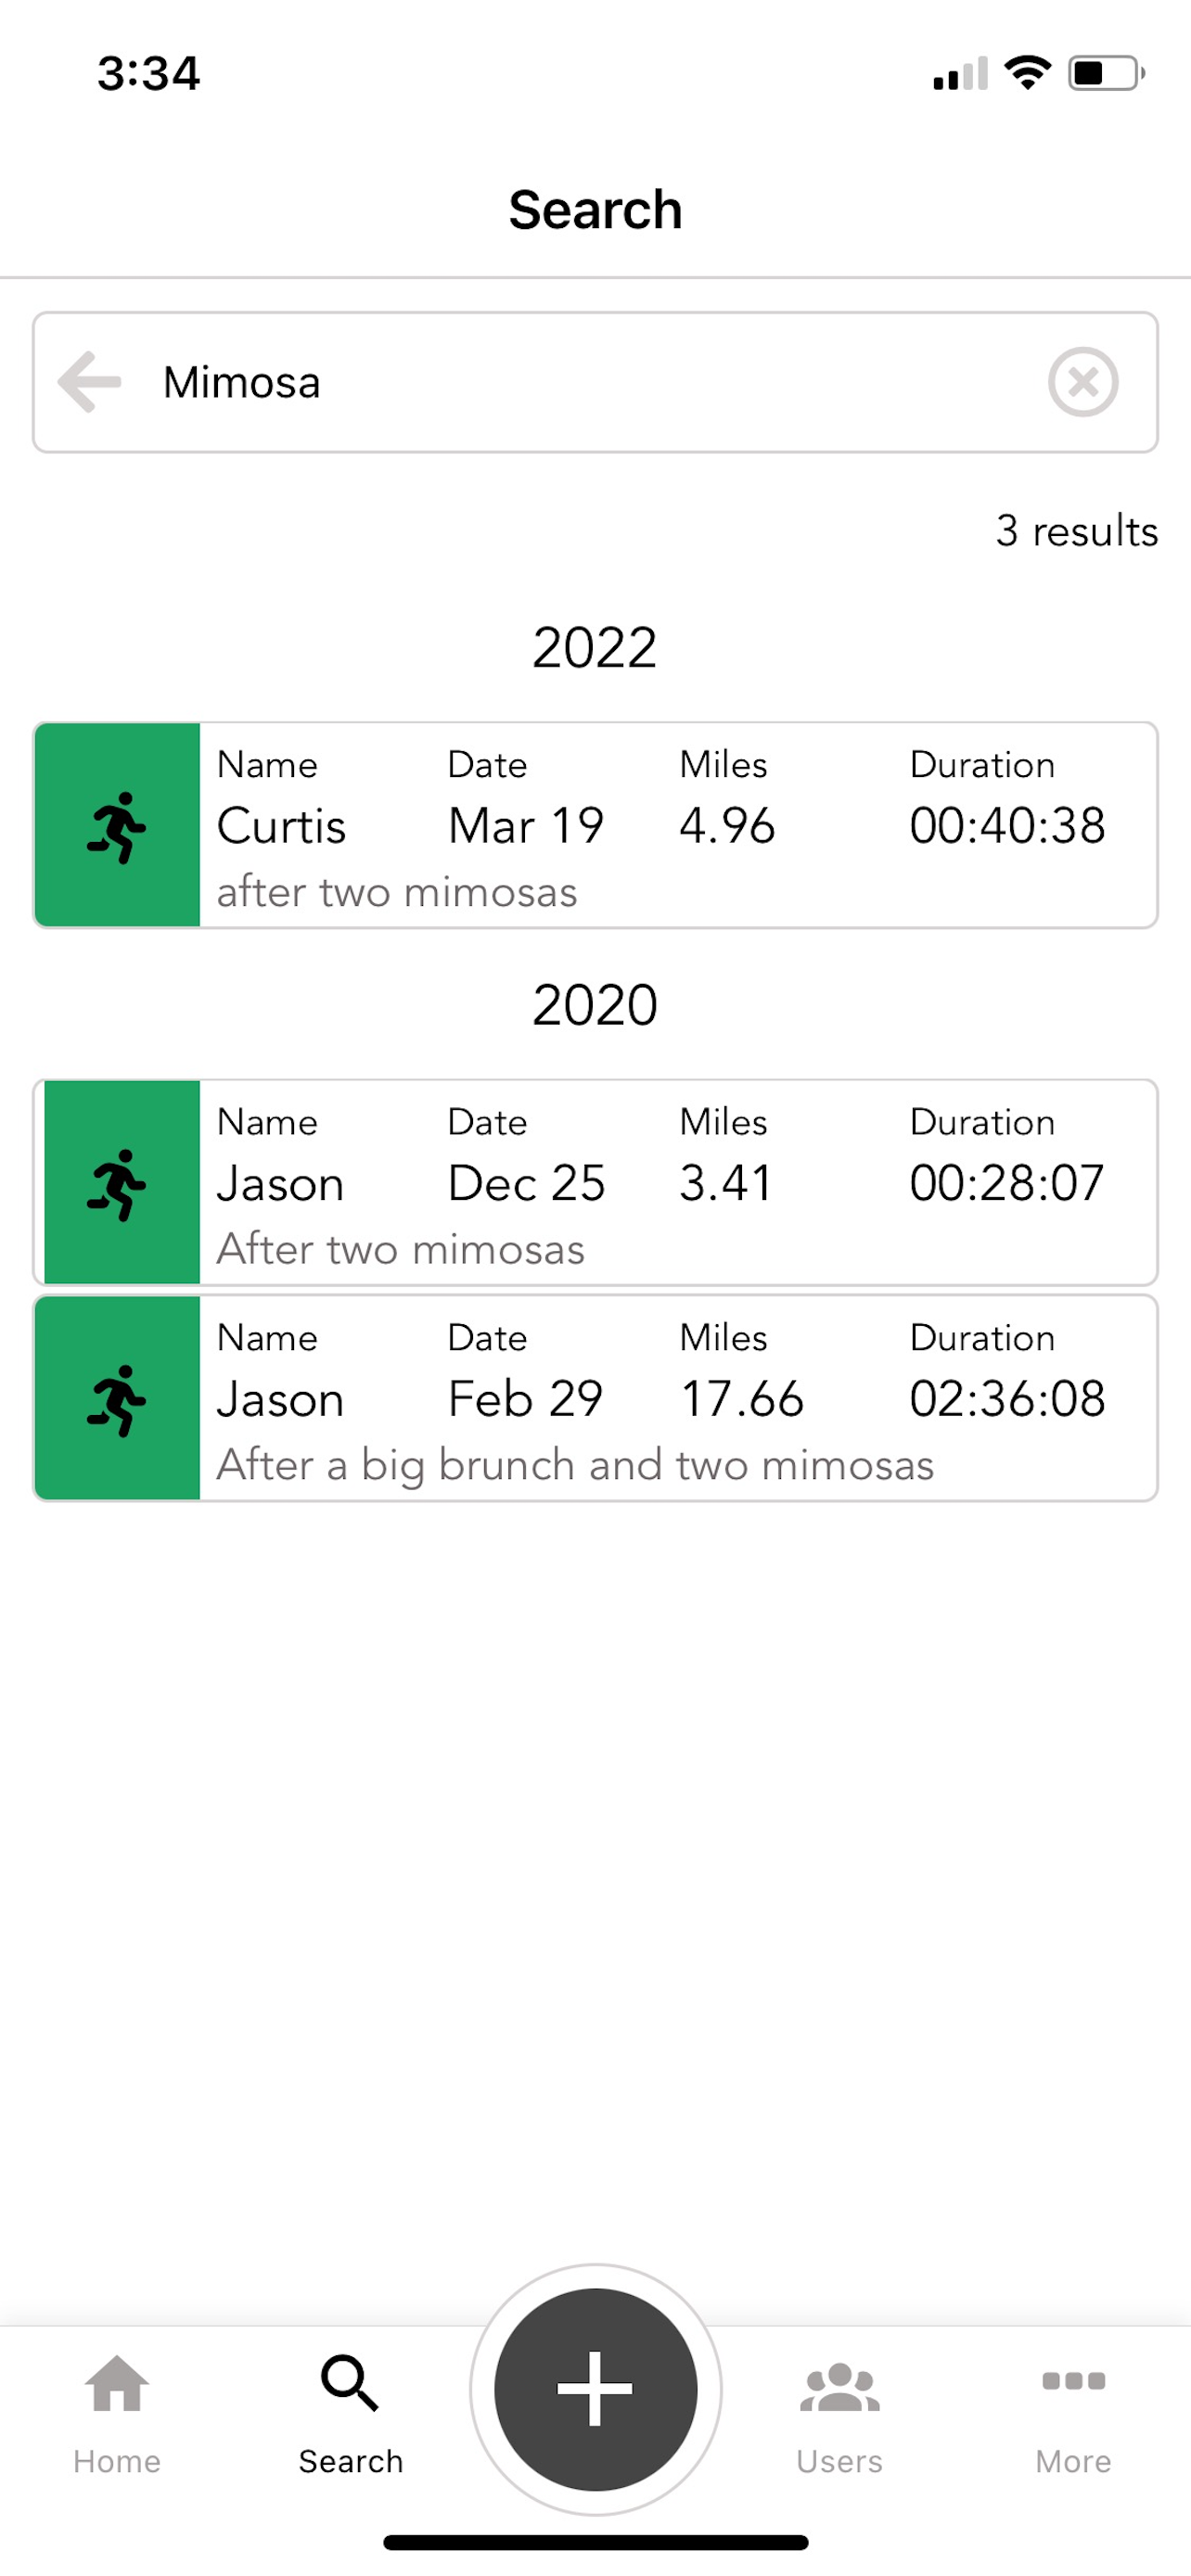 3:34
Search
Mimosa
3 results
2022
Name Date Miles Duration
Curtis Mar 19 4.96 00:40:38
after two mimosas
2020
Name Date Miles Duration
Jason Dec 25 3.41 00:28:07
After two mimosas
Name Date Miles Duration
Jason Feb 29 17.66 02:36:08
After a big brunch and two mimosas
Home Search Users More